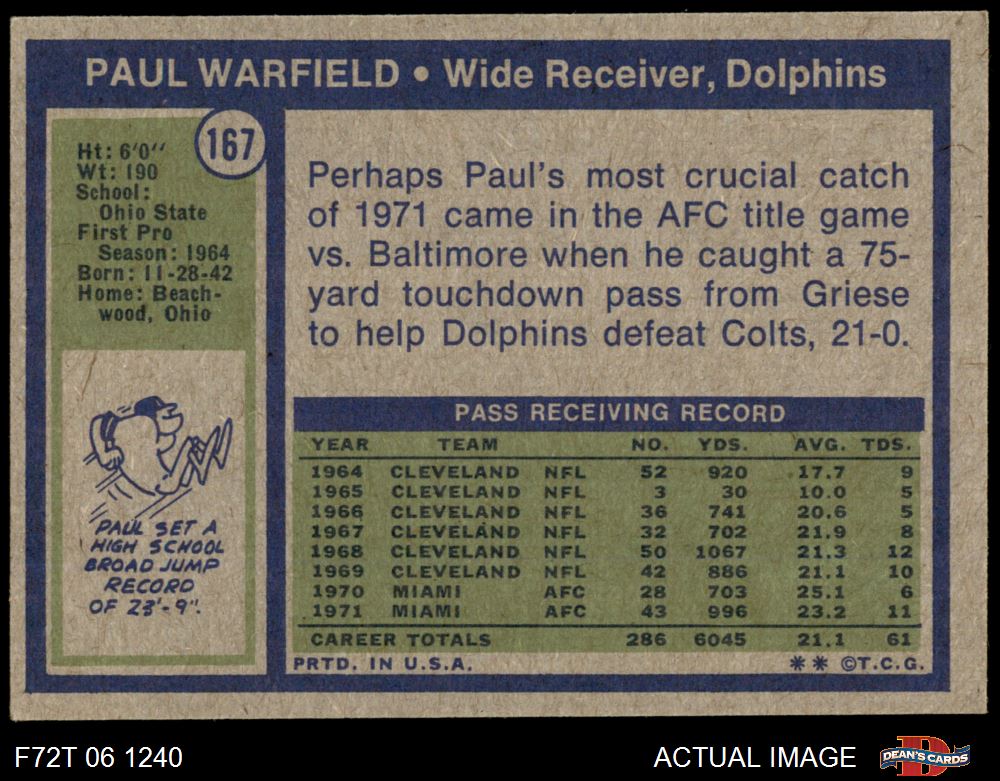 PAUL WARFIELD • Wide Receiver, Dolphins
167
Ht: 6'0''
Wt: 190
School:
Ohio State
First Pro
Season: 1964
Born: 11-28-42
Home: Beach-
wood, Ohio
PAUL SET A
HIGH SCHOOL
BROAD JUMP
RECORD
OF 23'-9".
Perhaps Paul's most crucial catch
of 1971 came in the AFC title game
vs. Baltimore when he caught a 75-
yard touchdown pass from Griese
to help Dolphins defeat Colts, 21-0.
PASS RECEIVING RECORD
YEAR TEAM NO. YDS. AVG. TDS.
1964 CLEVELAND NFL 52 920 17.7 9
1965 CLEVELAND NFL 3 30 10.0 5
1966 CLEVELAND NFL 36 741 20.6 5
1967 CLEVELAND NFL 32 702 21.9 8
1968 CLEVELAND NFL 50 1067 21.3 12
1969 CLEVELAND NFL 42 886 21.1 10
1970 MIAMI AFC 28 703 25.1 6
1971 MIAMI AFC 43 996 23.2 11
CAREER TOTALS 286 6045 21.1 61
PRTD. IN U.S.A. ** ©T.C.G.
F72T 06 1240 ACTUAL IMAGE D DEAN'S CARDS